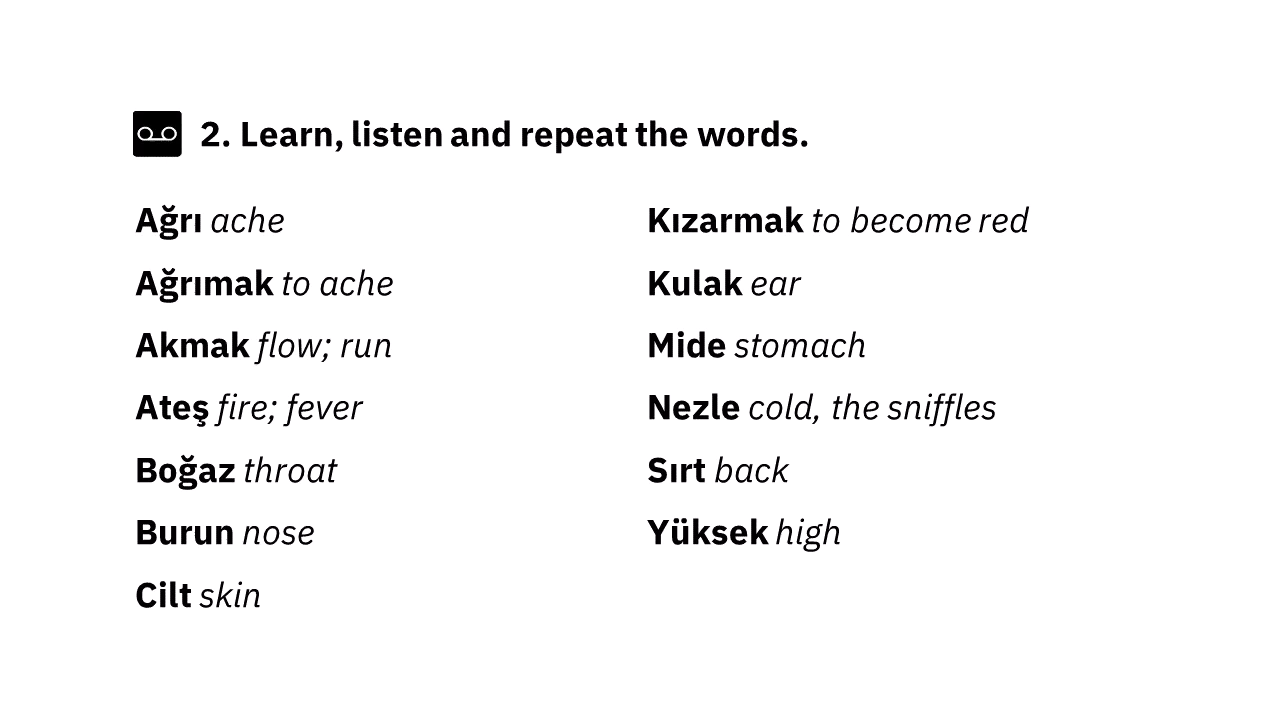 2. Learn, listen and repeat the words.
Ağrı ache
Ağrımak to ache
Akmak flow; run
Ateş fire; fever
Boğaz throat
Burun nose
Cilt skin
Kızarmak to become red
Kulak ear
Mide stomach
Nezle cold, the sniffles
Sırt back
Yüksek high